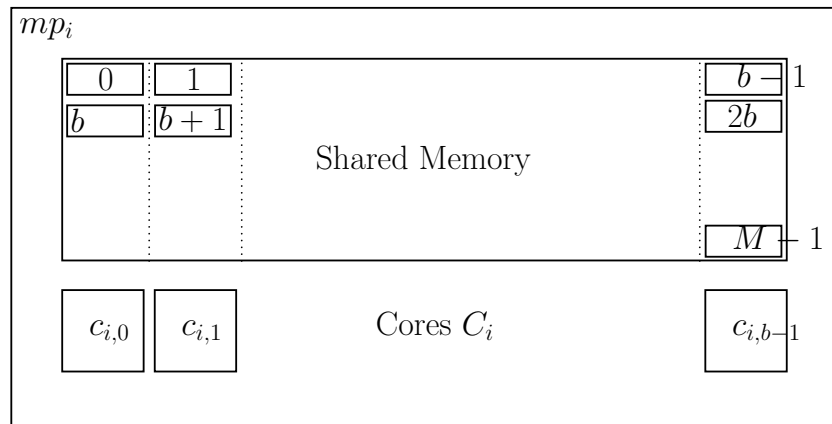 mp_i
0 1 b − 1
b b + 1 2b
Shared Memory
M − 1
c_{i,0} c_{i,1} Cores C_i c_{i,b−1}